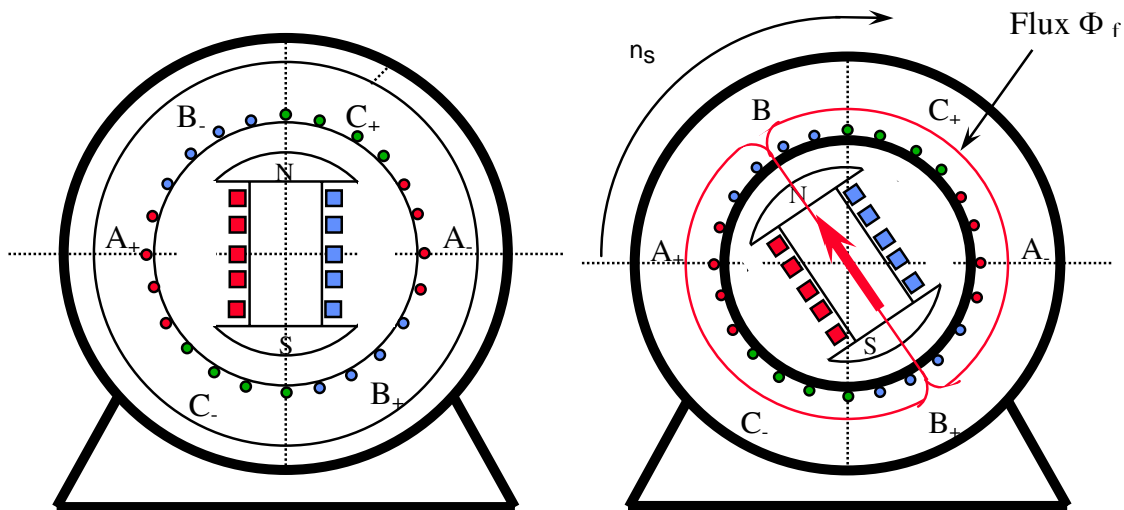 B-
C+
N
A+
A-
S
C-
B+
nS
Flux Φ f
B
C+
N
A+
A-
S
C-
B+